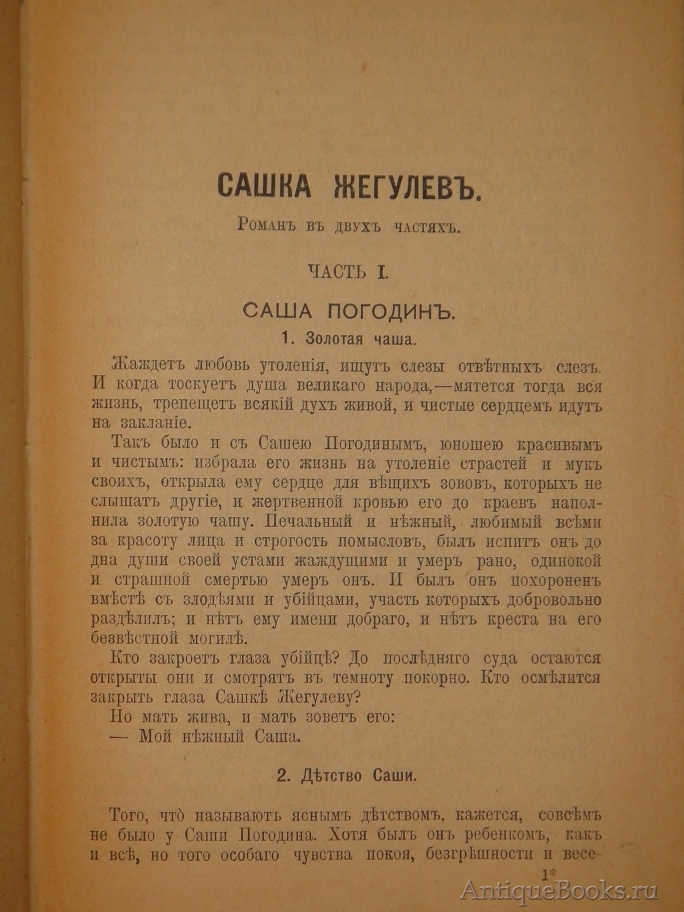 САШКА ЖЕГУЛЕВЪ.
Романъ въ двухъ частяхъ.
ЧАСТЬ I.
САША ПОГОДИНЪ.
1. Золотая чаша.
Жаждетъ любовь утоленія, ищутъ слезы отвѣтныхъ слезъ.
И когда тоскуетъ душа великаго народа,—мятется тогда вся
жизнь, трепещетъ всякій духъ живой, и чистые сердцемъ идутъ
на закланіе.
Такъ было и съ Сашею Погодинымъ, юношею красивымъ
и чистымъ: избрала его жизнь на утоленіе страстей и мукъ
своихъ, открыла ему сердце для вѣщихъ зововъ, которыхъ не
слышатъ другіе, и жертвенной кровью его до краевъ напол-
нила золотую чашу. Печальный и нѣжный, любимый всѣми
за красоту лица и строгость помысловъ, былъ испитъ онъ до
дна души своей устами жаждущими и умеръ рано, одинокой
и страшной смертью умеръ онъ. И былъ онъ похороненъ
вмѣстѣ съ злодѣями и убійцами, участь которыхъ добровольно
раздѣлилъ; и нѣтъ ему имени добраго, и нѣтъ креста на его
безвѣстной могилѣ.
Кто закроетъ глаза убійцѣ? До послѣдняго суда остаются
открыты они и смотрятъ въ темноту покорно. Кто осмѣлится
закрыть глаза Сашкѣ Жегулеву?
Но мать жива, и мать зоветъ его:
— Мой нѣжный Саша.
2. Дѣтство Саши.
Того, что́ называютъ яснымъ дѣтствомъ, кажется, совсѣмъ
не было у Саши Погодина. Хотя былъ онъ ребенкомъ, какъ
и всѣ, но того особаго чувства покоя, безгрѣшности и весе-
1*
AntiqueBooks.ru